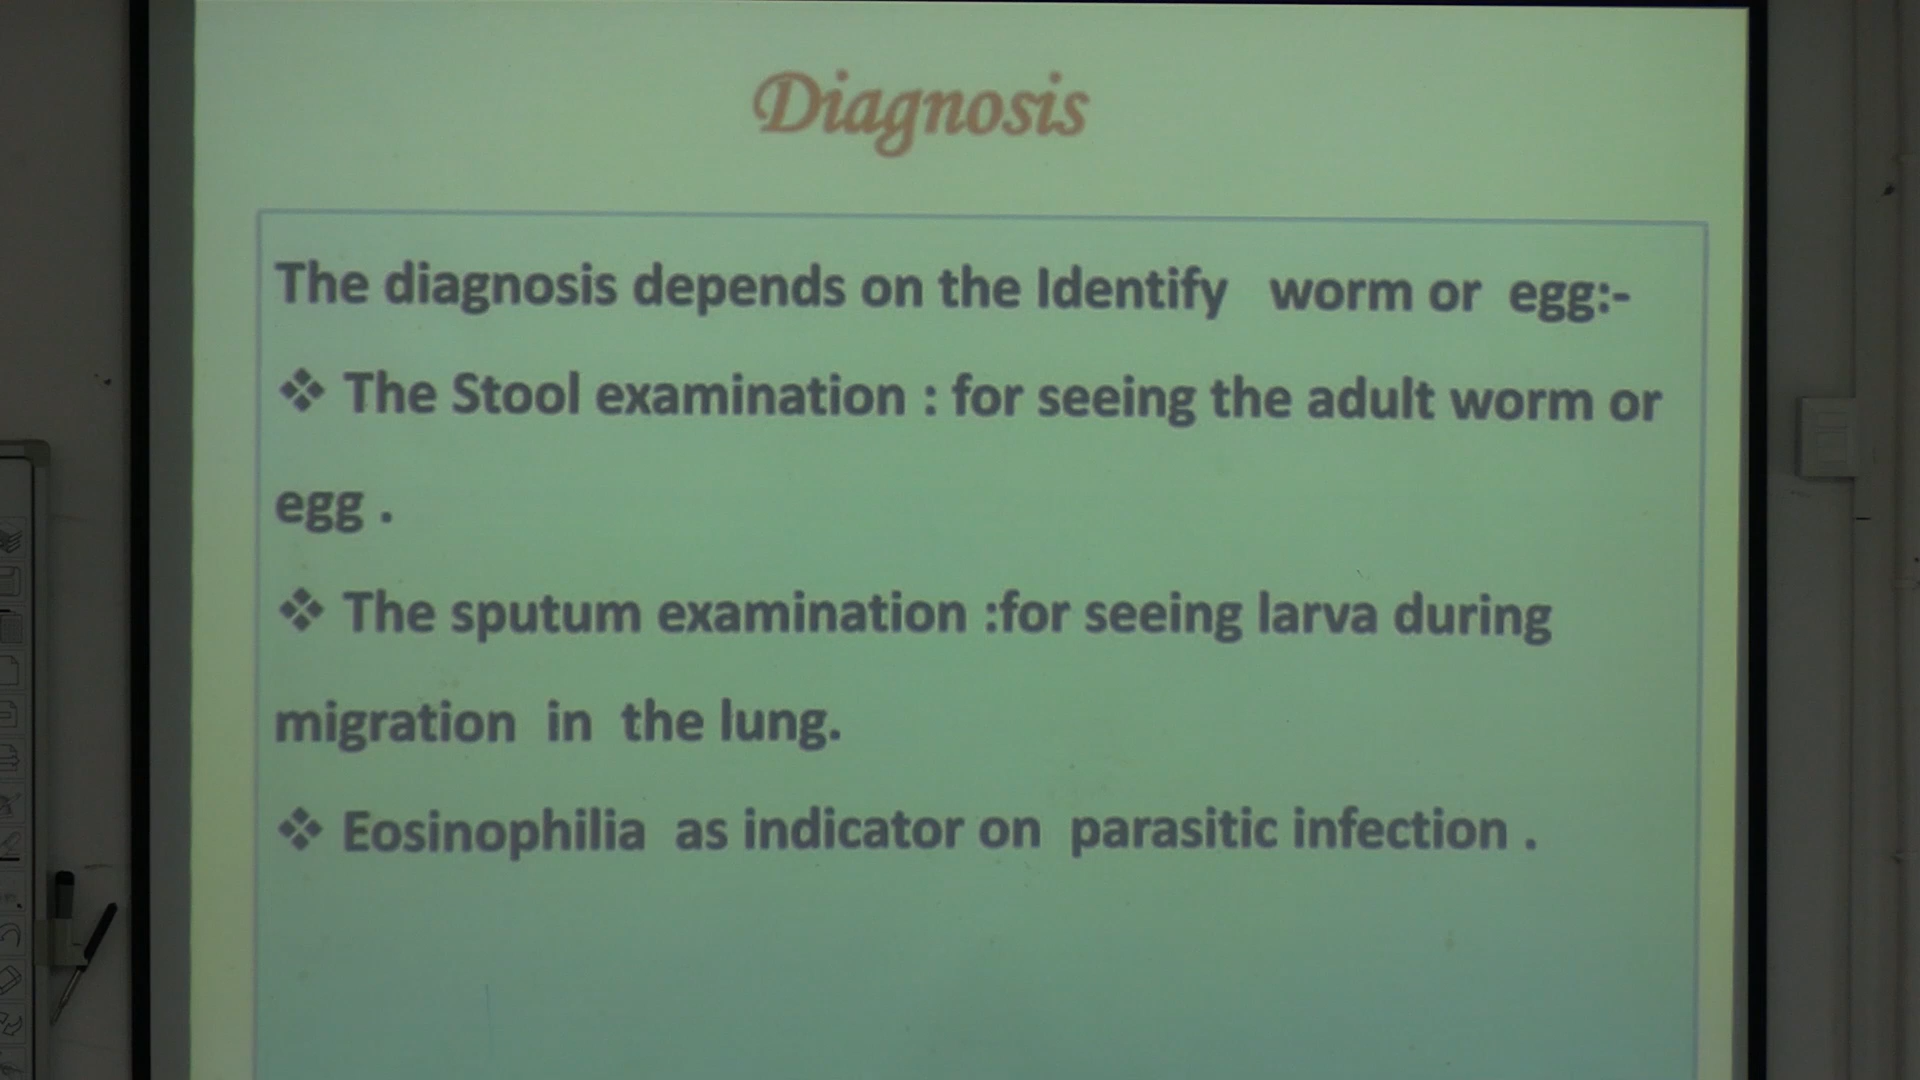 Diagnosis
The diagnosis depends on the Identify worm or egg:-
❖ The Stool examination : for seeing the adult worm or
egg .
❖ The sputum examination :for seeing larva during
migration in the lung.
❖ Eosinophilia as indicator on parasitic infection .